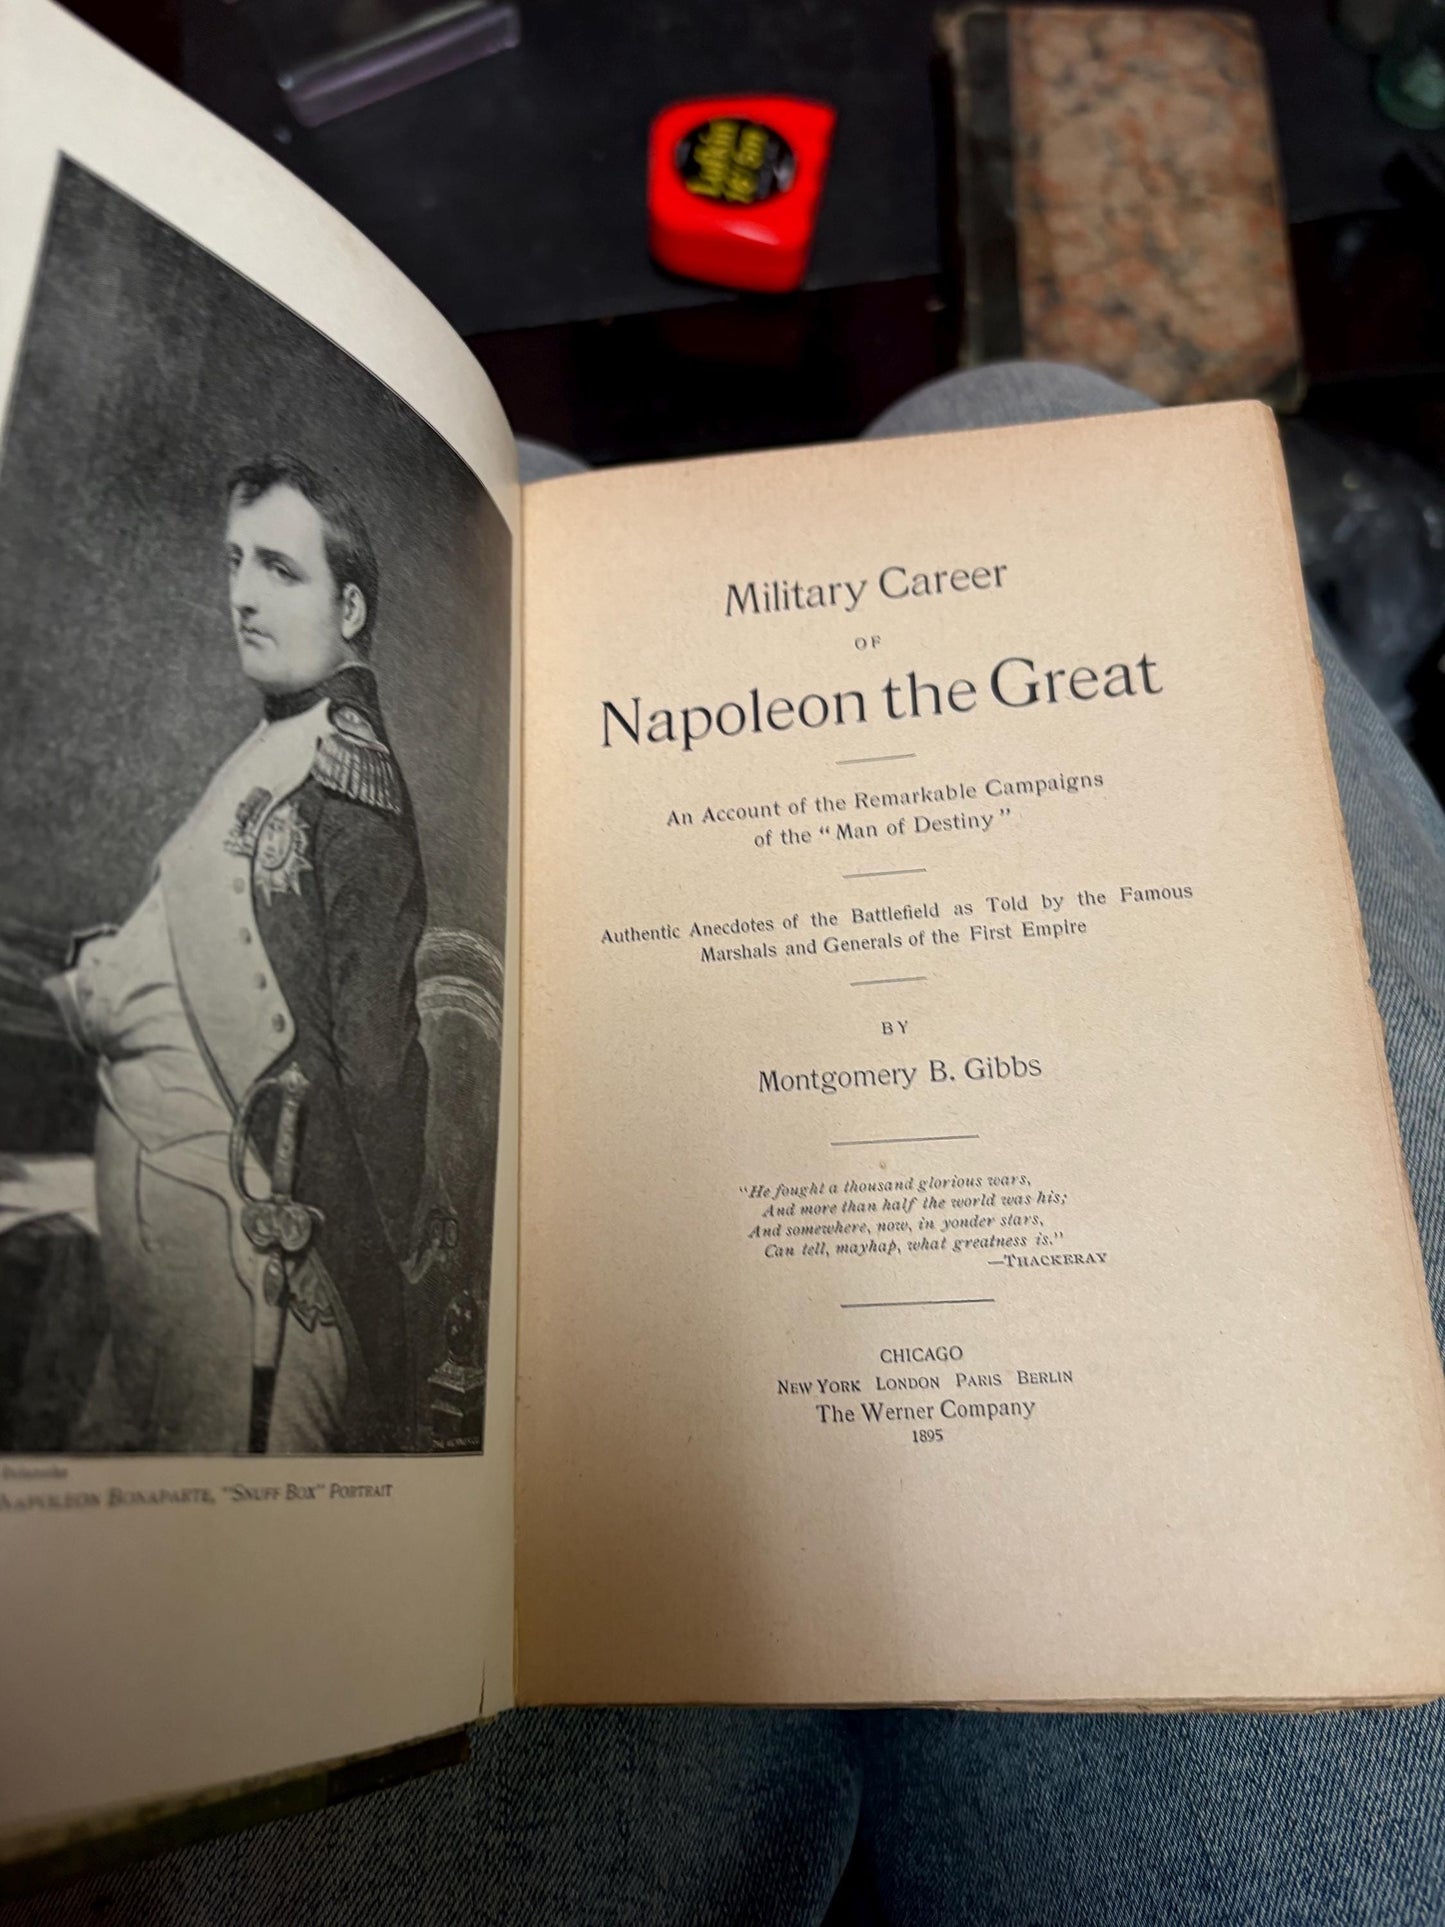 Lufkin
16' 5m
Delaroche
NAPOLEON BONAPARTE, "SNUFF BOX" PORTRAIT
Military Career
OF
Napoleon the Great
An Account of the Remarkable Campaigns
of the “Man of Destiny”
Authentic Anecdotes of the Battlefield as Told by the Famous
Marshals and Generals of the First Empire
BY
Montgomery B. Gibbs
“He fought a thousand glorious wars,
And more than half the world was his;
And somewhere, now, in yonder stars,
Can tell, mayhap, what greatness is.”
—THACKERAY
CHICAGO
NEW YORK LONDON PARIS BERLIN
The Werner Company
1895